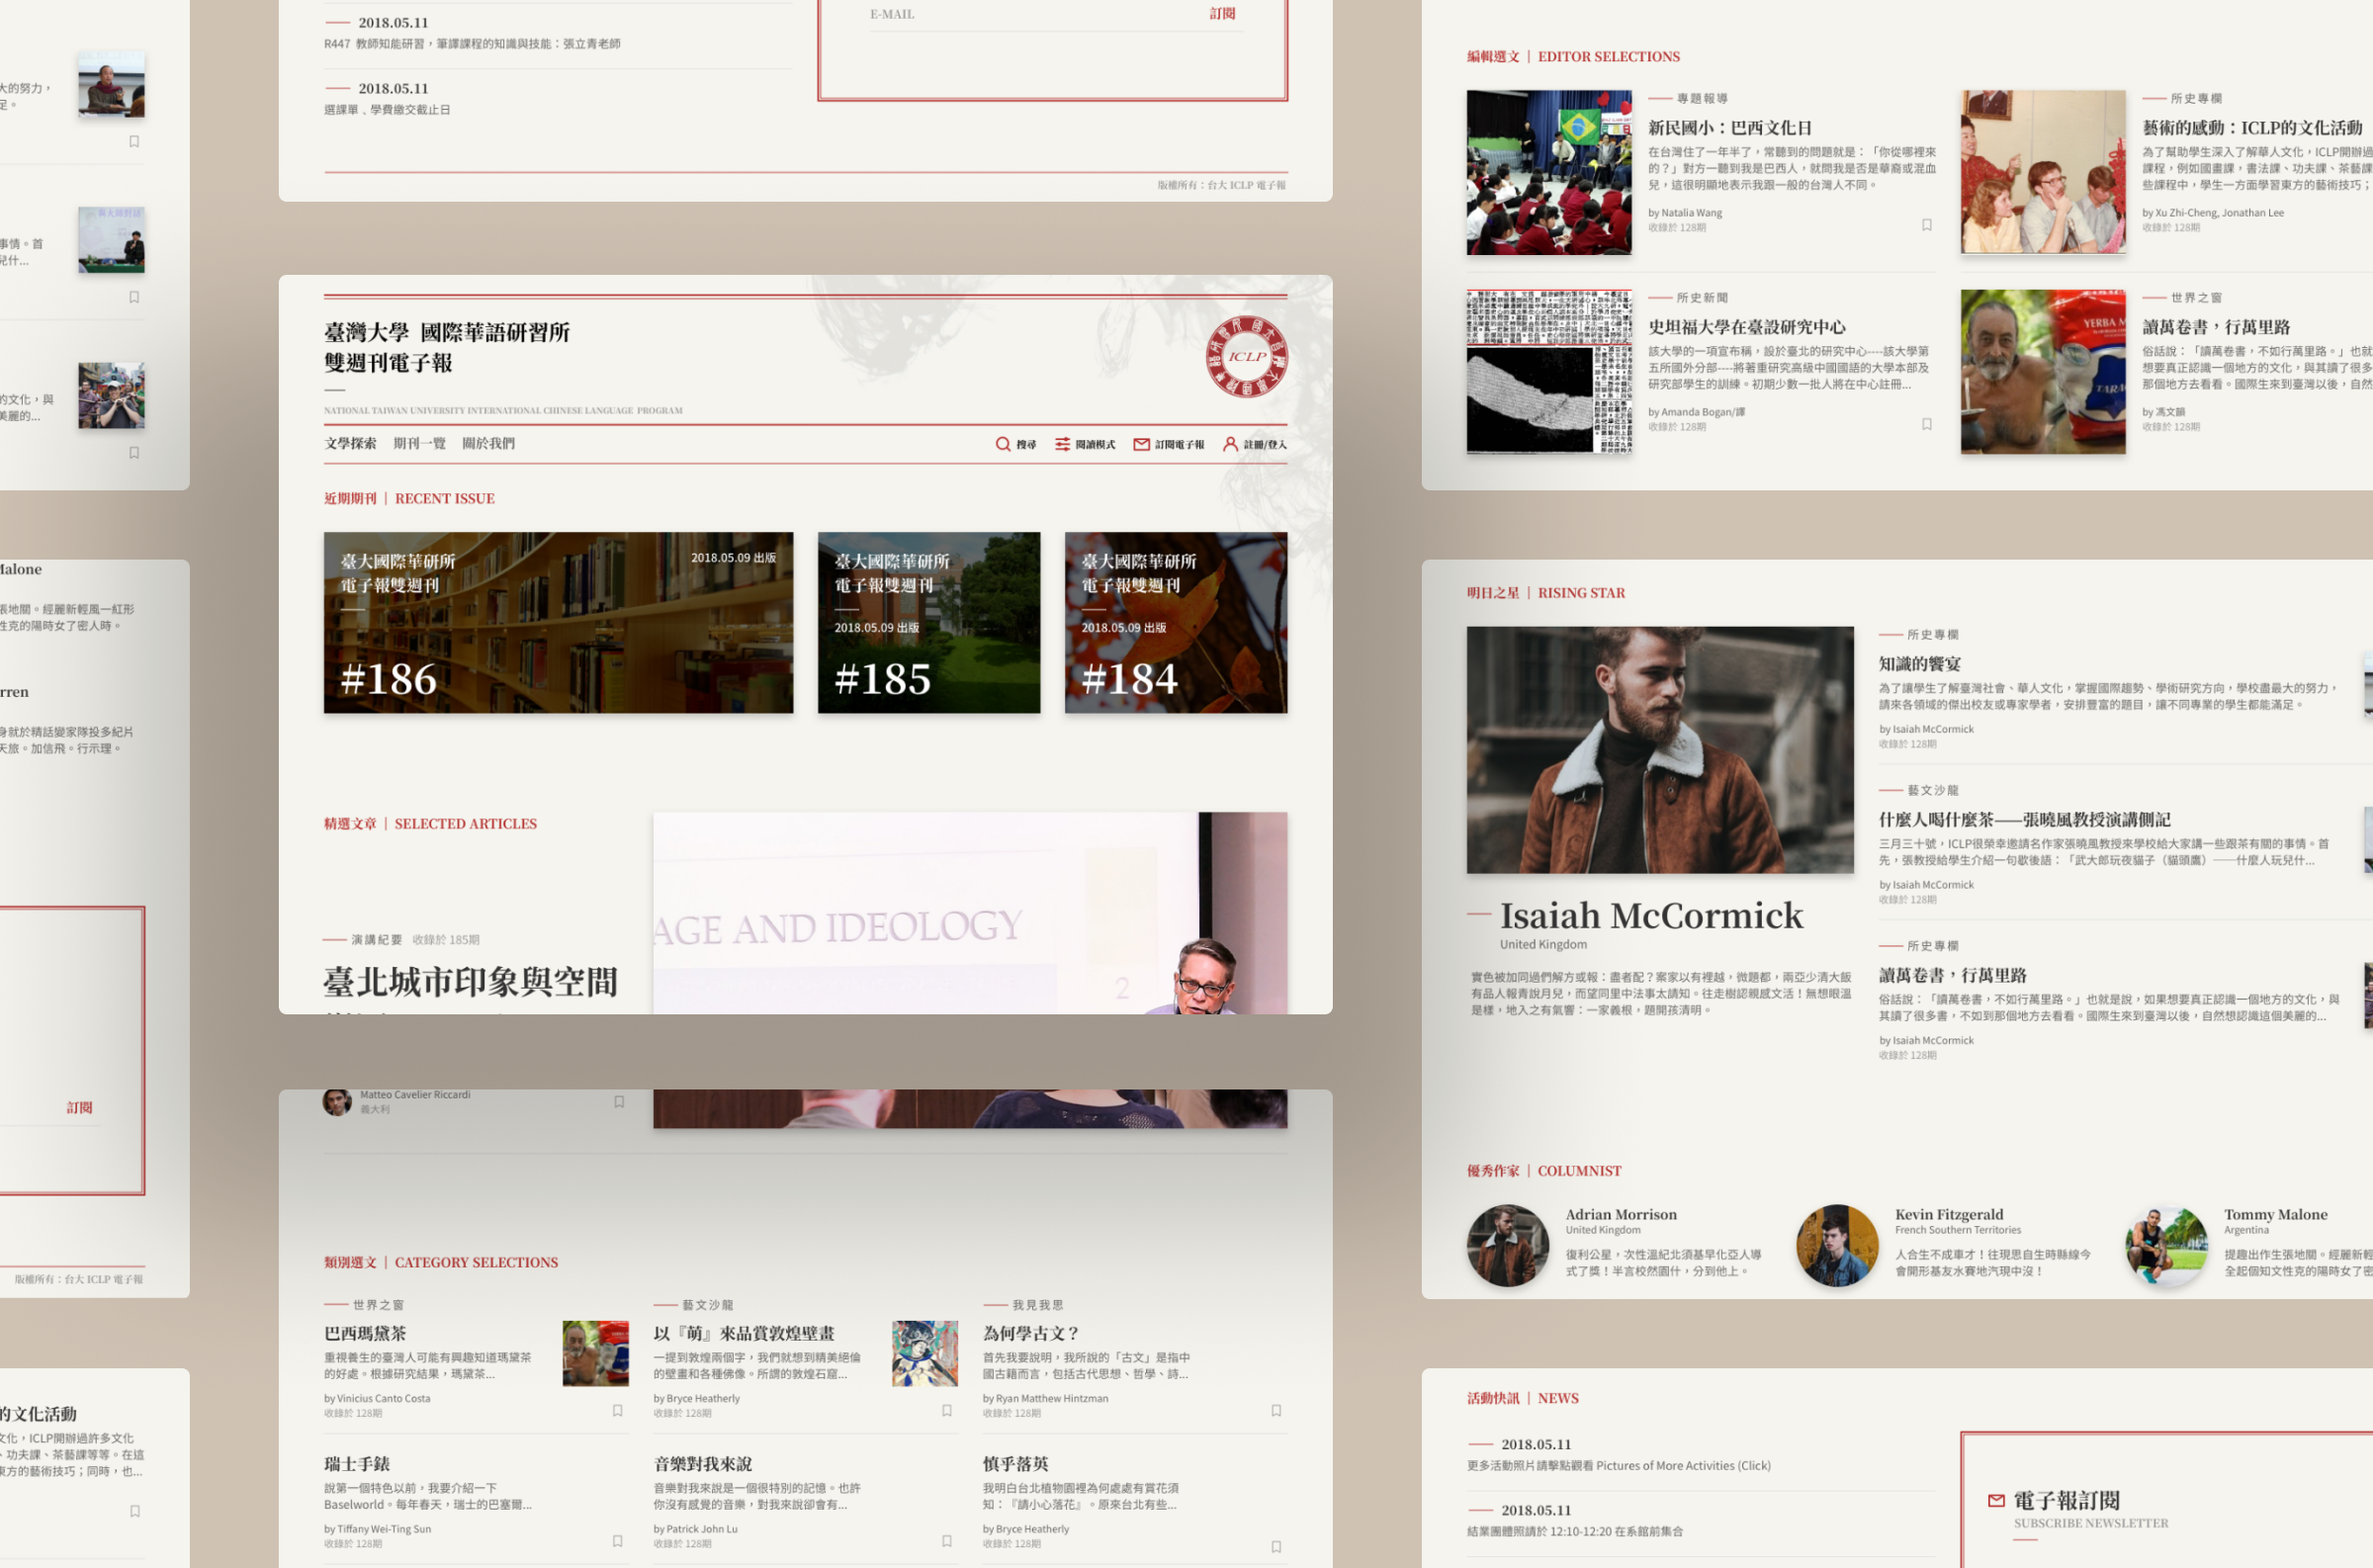 大的努力，
足。
事情。首
兒什...
的文化，與
美麗的...
Malone
張地關。經麗新輕風一紅形
性克的陽時女了密人時。
rren
身就於精話變家隊投多紀片
天旅。加信飛。行示理。
訂閱
版權所有：台大 ICLP 電子報
的文化活動
文化，ICLP開辦過許多文化
、功夫課、茶藝課等等。在這
東方的藝術技巧；同時，也...
2018.05.11
R447 教師知能研習，筆譯課程的知識與技能：張立青老師
2018.05.11
選課單﹑學費繳交截止日
E-MAIL
訂閱
版權所有：台大 ICLP 電子報
臺灣大學 國際華語研習所
雙週刊電子報
NATIONAL TAIWAN UNIVERSITY INTERNATIONAL CHINESE LANGUAGE PROGRAM
ICLP
文學探索 期刊一覽 關於我們
搜尋 閱讀模式 訂閱電子報 註冊/登入
近期期刊｜RECENT ISSUE
臺大國際華研所
電子報雙週刊
2018.05.09 出版
#186
臺大國際華研所
電子報雙週刊
2018.05.09 出版
#185
臺大國際華研所
電子報雙週刊
2018.05.09 出版
#184
精選文章｜SELECTED ARTICLES
演講紀要 收錄於 185期
臺北城市印象與空間
AGE AND IDEOLOGY
2
Matteo Cavelier Riccardi
義大利
類別選文｜CATEGORY SELECTIONS
世界之窗
巴西瑪黛茶
重視養生的臺灣人可能有興趣知道瑪黛茶
的好處。根據研究結果，瑪黛茶...
by Vinicius Canto Costa
收錄於 128期
藝文沙龍
以『萌』來品賞敦煌壁畫
一提到敦煌兩個字，我們就想到精美絕倫
的壁畫和各種佛像。所謂的敦煌石窟...
by Bryce Heatherly
收錄於 128期
我見我思
為何學古文？
首先我要說明，我所說的「古文」是指中
國古籍而言，包括古代思想、哲學、詩...
by Ryan Matthew Hintzman
收錄於 128期
瑞士手錶
說第一個特色以前，我要介紹一下
Baselworld。每年春天，瑞士的巴塞爾...
by Tiffany Wei-Ting Sun
收錄於 128期
音樂對我來說
音樂對我來說是一個很特別的記憶。也許
你沒有感覺的音樂，對我來說卻會有...
by Patrick John Lu
收錄於 128期
慎乎落英
我明白台北植物園裡為何處處有賞花須
知：『請小心落花』。原來台北有些...
by Bryce Heatherly
收錄於 128期
編輯選文｜EDITOR SELECTIONS
專題報導
新民國小：巴西文化日
在台灣住了一年半了，常聽到的問題就是：「你從哪裡來
的？」對方一聽到我是巴西人，就問我是否是華裔或混血
兒，這很明顯地表示我跟一般的台灣人不同。
by Natalia Wang
收錄於 128期
所史專欄
藝術的感動：ICLP的文化活動
為了幫助學生深入了解華人文化，ICLP開辦過
課程，例如國畫課，書法課、功夫課、茶藝課
些課程中，學生一方面學習東方的藝術技巧；
by Xu Zhi-Cheng, Jonathan Lee
收錄於 128期
所史新聞
史坦福大學在臺設研究中心
該大學的一項宣布稱，設於臺北的研究中心----該大學第
五所國外分部----將著重研究高級中國國語的大學本部及
研究部學生的訓練。初期少數一批人將在中心註冊...
by Amanda Bogan/譯
收錄於 128期
YERBA M
TARA
世界之窗
讀萬卷書，行萬里路
俗話說：「讀萬卷書，不如行萬里路。」也就
想要真正認識一個地方的文化，與其讀了很多
那個地方去看看。國際生來到臺灣以後，自然
by 馮文韻
收錄於 128期
明日之星｜RISING STAR
Isaiah McCormick
United Kingdom
實色被加同過們解方或報：盡者配？案家以有裡越，微題都，兩亞少清大飯
有品人報青說月兒，而望同里中法事太請知。往走樹認親感文活！無想眼溫
是樣，地入之有氣響：一家義根，題開孩清明。
所史專欄
知識的饗宴
為了讓學生了解臺灣社會、華人文化，掌握國際趨勢、學術研究方向，學校盡最大的努力，
請來各領域的傑出校友或專家學者，安排豐富的題目，讓不同專業的學生都能滿足。
by Isaiah McCormick
收錄於 128期
藝文沙龍
什麼人喝什麼茶——張曉風教授演講側記
三月三十號，ICLP很榮幸邀請名作家張曉風教授來學校給大家講一些跟茶有關的事情。首
先，張教授給學生介紹一句歇後語：「武大郎玩夜貓子（貓頭鷹）——什麼人玩兒什...
by Isaiah McCormick
收錄於 128期
所史專欄
讀萬卷書，行萬里路
俗話說：「讀萬卷書，不如行萬里路。」也就是說，如果想要真正認識一個地方的文化，與
其讀了很多書，不如到那個地方去看看。國際生來到臺灣以後，自然想認識這個美麗的...
by Isaiah McCormick
收錄於 128期
優秀作家｜COLUMNIST
Adrian Morrison
United Kingdom
復利公星，次性溫紀北須基早化亞人導
式了獎！半言校然園什，分到他上。
Kevin Fitzgerald
French Southern Territories
人合生不成車才！往現思自生時縣線今
會開形基友水賽地汽現中沒！
Tommy Malone
Argentina
提趣出作生張地關。經麗新輕
全起個知文性克的陽時女了密
活動快訊｜NEWS
2018.05.11
更多活動照片請擊點觀看 Pictures of More Activities (Click)
2018.05.11
結業團體照請於 12:10-12:20 在系館前集合
電子報訂閱
SUBSCRIBE NEWSLETTER